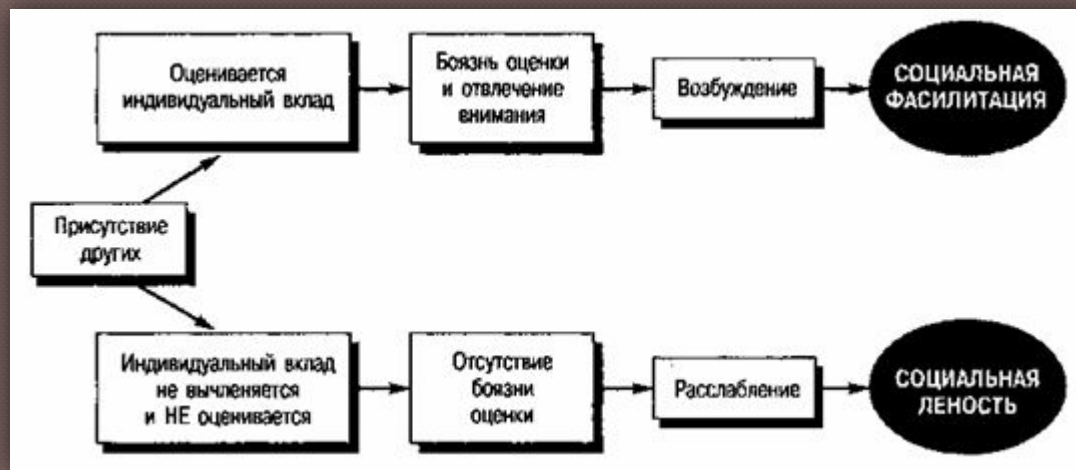 Оценивается
индивидуальный вклад
Боязнь оценки
и отвлечение
внимания
Возбуждение
СОЦИАЛЬНАЯ
ФАСИЛИТАЦИЯ
Присутствие
других
Индивидуальный вклад
не вычленяется
и НЕ оценивается
Отсутствие
боязни
оценки
Расслабление
СОЦИАЛЬНАЯ
ЛЕНОСТЬ